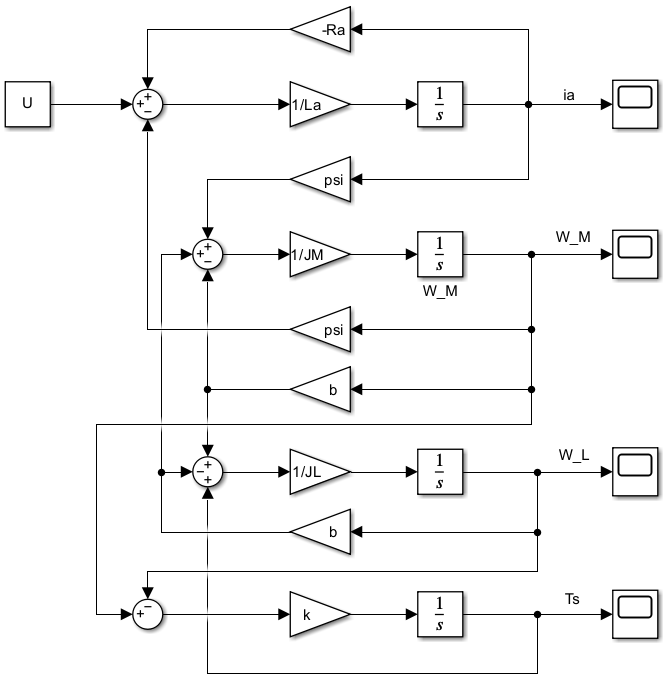 -Ra
U
+
+
−
1/La
1
s
ia
psi
+
+
−
1/JM
1
s
W_M
W_M
psi
b
+
−
+
1/JL
1
s
W_L
b
−
+
k
1
s
Ts